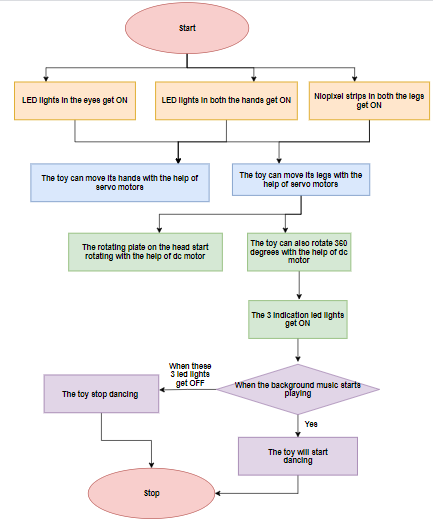 Start
LED lights in the eyes get ON
LED lights in both the hands get ON
Niopixel strips in both the legs
get ON
The toy can move its hands with the help of
servo motors
The toy can move its legs with the
help of servo motors
The rotating plate on the head start
rotating with the help of dc motor
The toy can also rotate 360
degrees with the help of dc
motor
The 3 indication led lights
get ON
When the background music starts
playing
When these
3 led lights
get OFF
The toy stop dancing
Yes
The toy will start
dancing
Stop